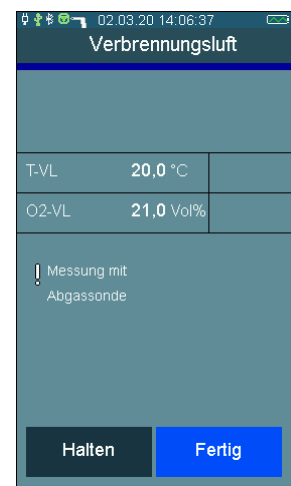 02.03.20 14:06:37
Verbrennungsluft
T-VL 20,0 °C
O2-VL 21,0 Vol%
! Messung mit
Abgassonde
Halten Fertig